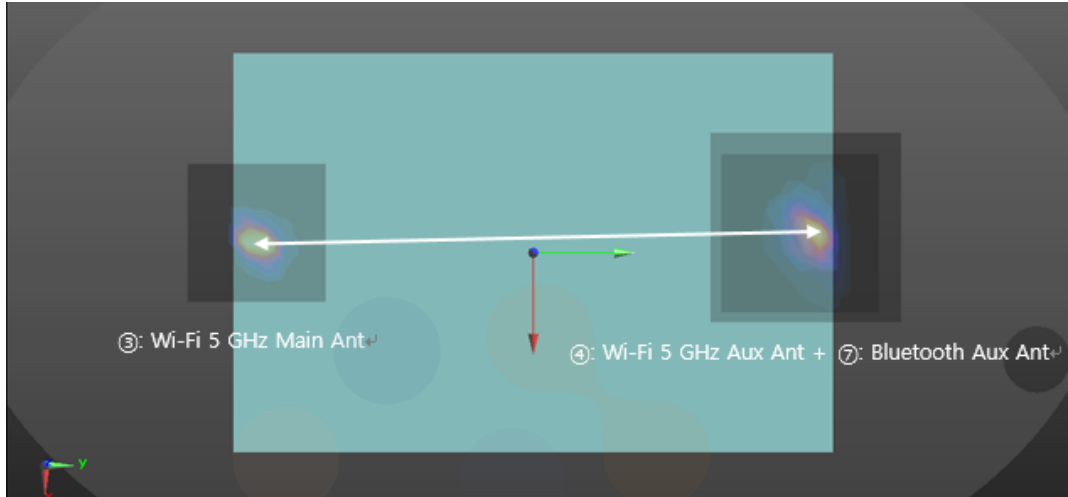 ③: Wi-Fi 5 GHz Main Ant↵
④: Wi-Fi 5 GHz Aux Ant + ⑦: Bluetooth Aux Ant↵
y